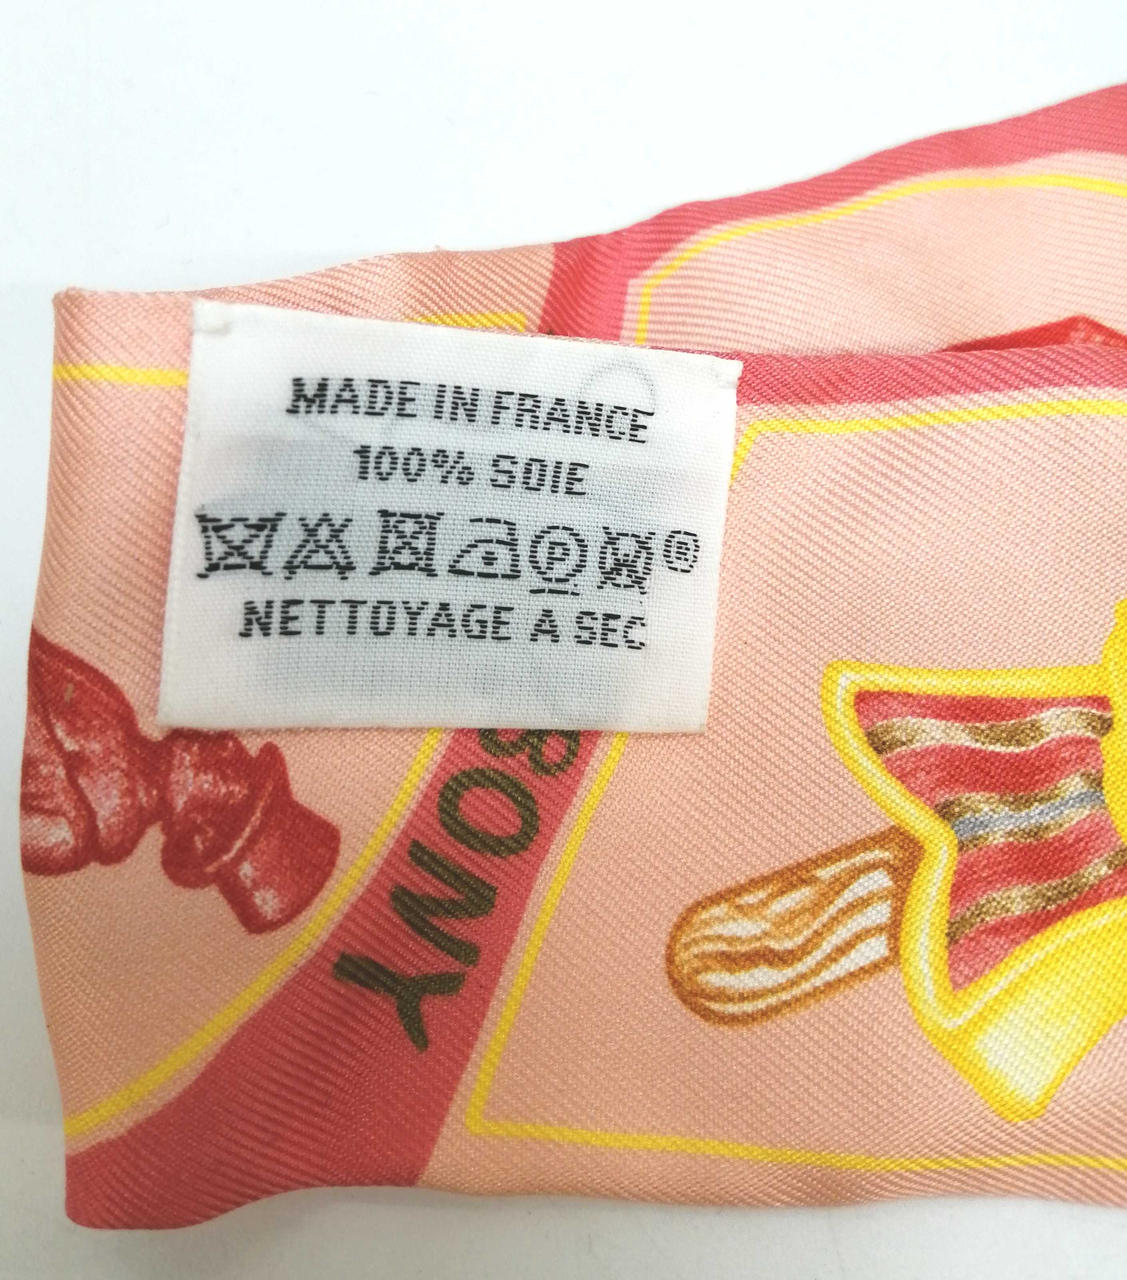 MADE IN FRANCE
100% SOIE
P ®
NETTOYAGE A SEC
BONY